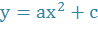 y = ax² + c